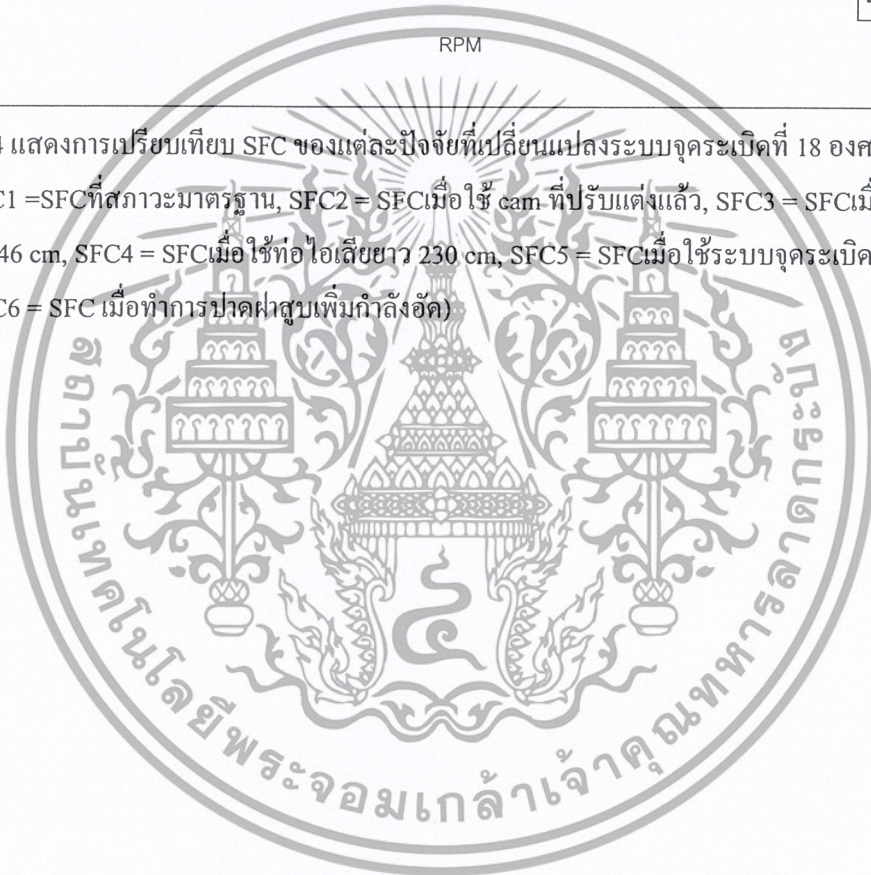 RPM
แสดงการเปรียบเทียบ SFC ของแต่ละปัจจัยที่เปลี่ยนแปลงระบบจุดระเบิดที่ 18 องศ
C1 =SFCที่สภาวะมาตรฐาน, SFC2 = SFCเมื่อใช้ cam ที่ปรับแต่งแล้ว, SFC3 = SFCเมื่
46 cm, SFC4 = SFCเมื่อใช้ท่อไอเสียยาว 230 cm, SFC5 = SFCเมื่อใช้ระบบจุดระเบิด
C6 = SFC เมื่อทำการปาดฝาสูบเพิ่มกำลังอัด)
สถาบันเทคโนโลยีพระจอมเกล้าเจ้าคุณทหารลาดกระบัง